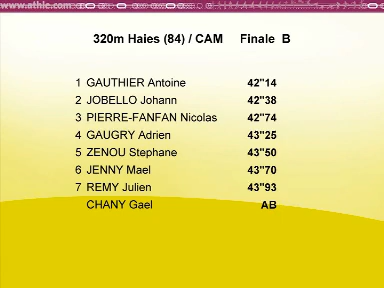 www.athle.com
320m Haies (84) / CAM Finale B
1 GAUTHIER Antoine 42"14
2 JOBELLO Johann 42"38
3 PIERRE-FANFAN Nicolas 42"74
4 GAUGRY Adrien 43"25
5 ZENOU Stephane 43"50
6 JENNY Mael 43"70
7 REMY Julien 43"93
CHANY Gael AB